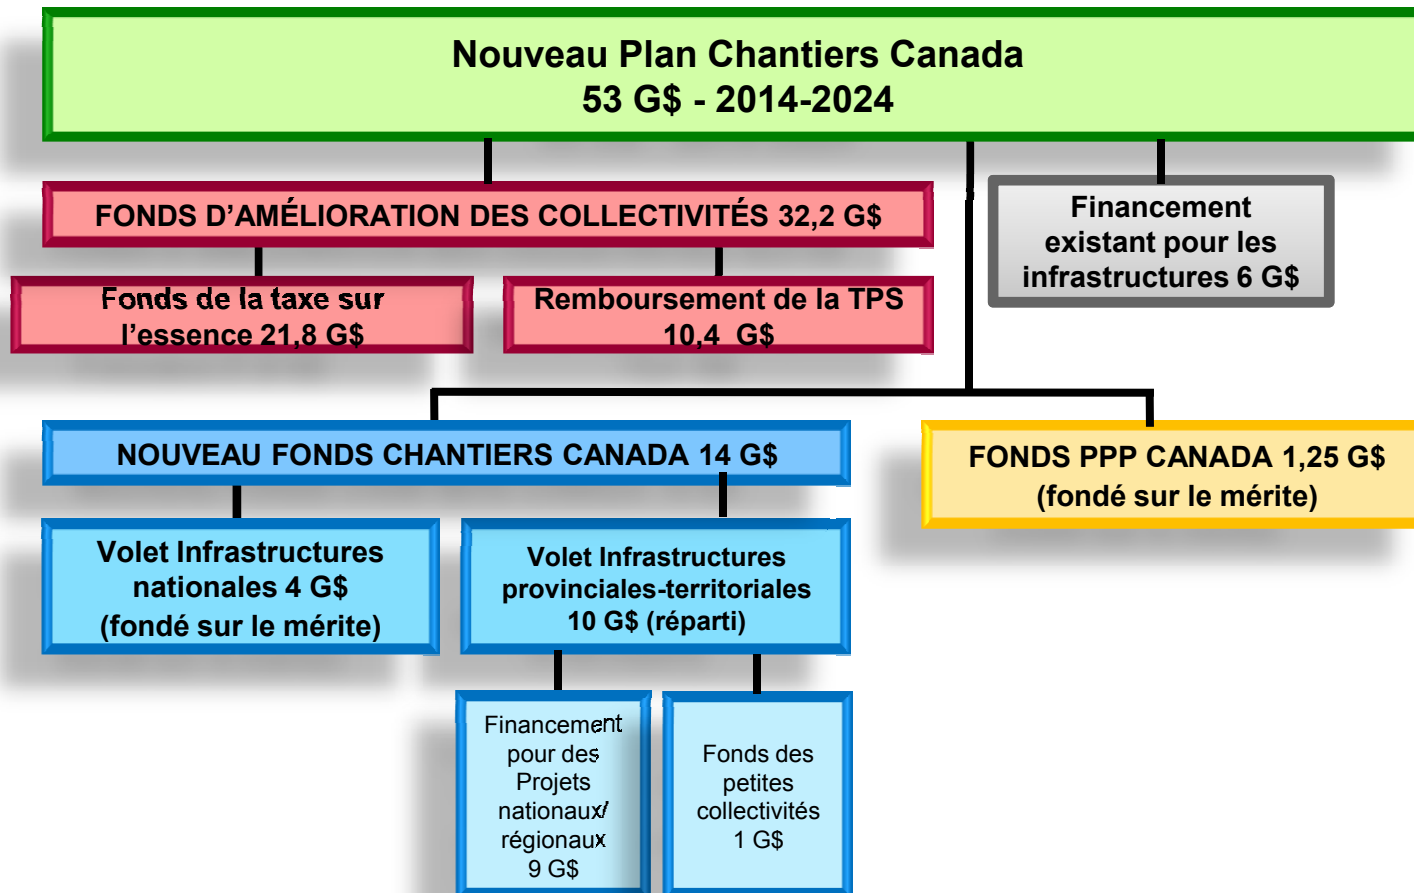 Nouveau Plan Chantiers Canada
53 G$ - 2014-2024
FONDS D'AMÉLIORATION DES COLLECTIVITÉS 32,2 G$
Financement
existant pour les
infrastructures 6 G$
Fonds de la taxe sur
l'essence 21,8 G$
Remboursement de la TPS
10,4 G$
NOUVEAU FONDS CHANTIERS CANADA 14 G$
FONDS PPP CANADA 1,25 G$
(fondé sur le mérite)
Volet Infrastructures
nationales 4 G$
(fondé sur le mérite)
Volet Infrastructures
provinciales-territoriales
10 G$ (réparti)
Financement
pour des
Projets
nationaux/
régionaux
9 G$
Fonds des
petites
collectivités
1 G$